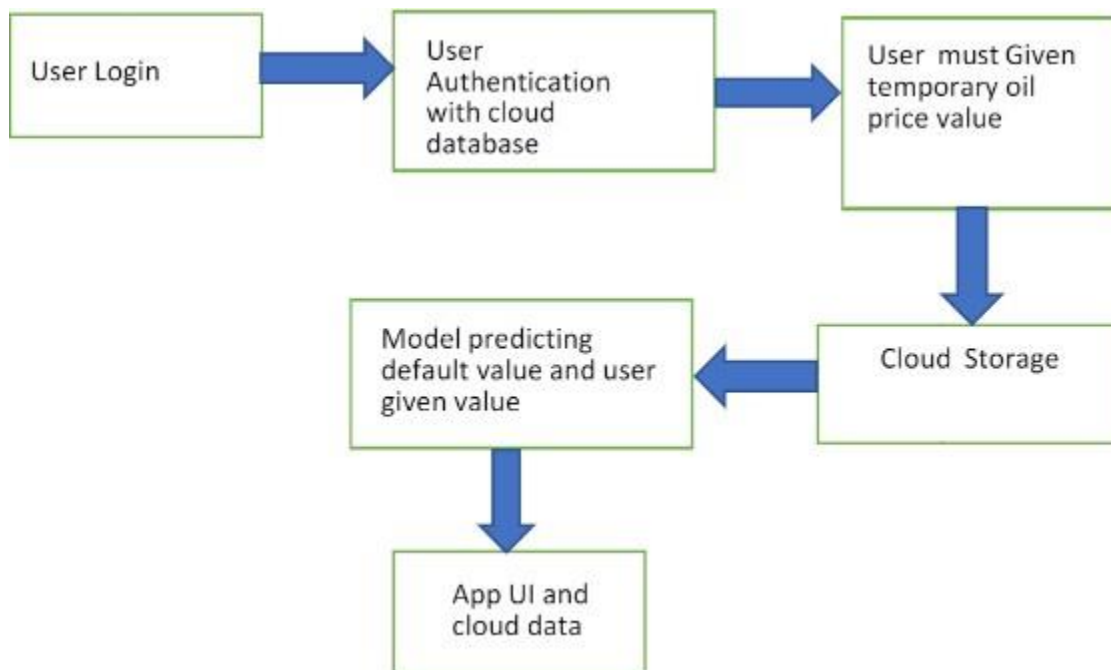 User Login
User
Authentication
with cloud
database
User must Given
temporary oil
price value
Cloud Storage
Model predicting
default value and user
given value
App UI and
cloud data